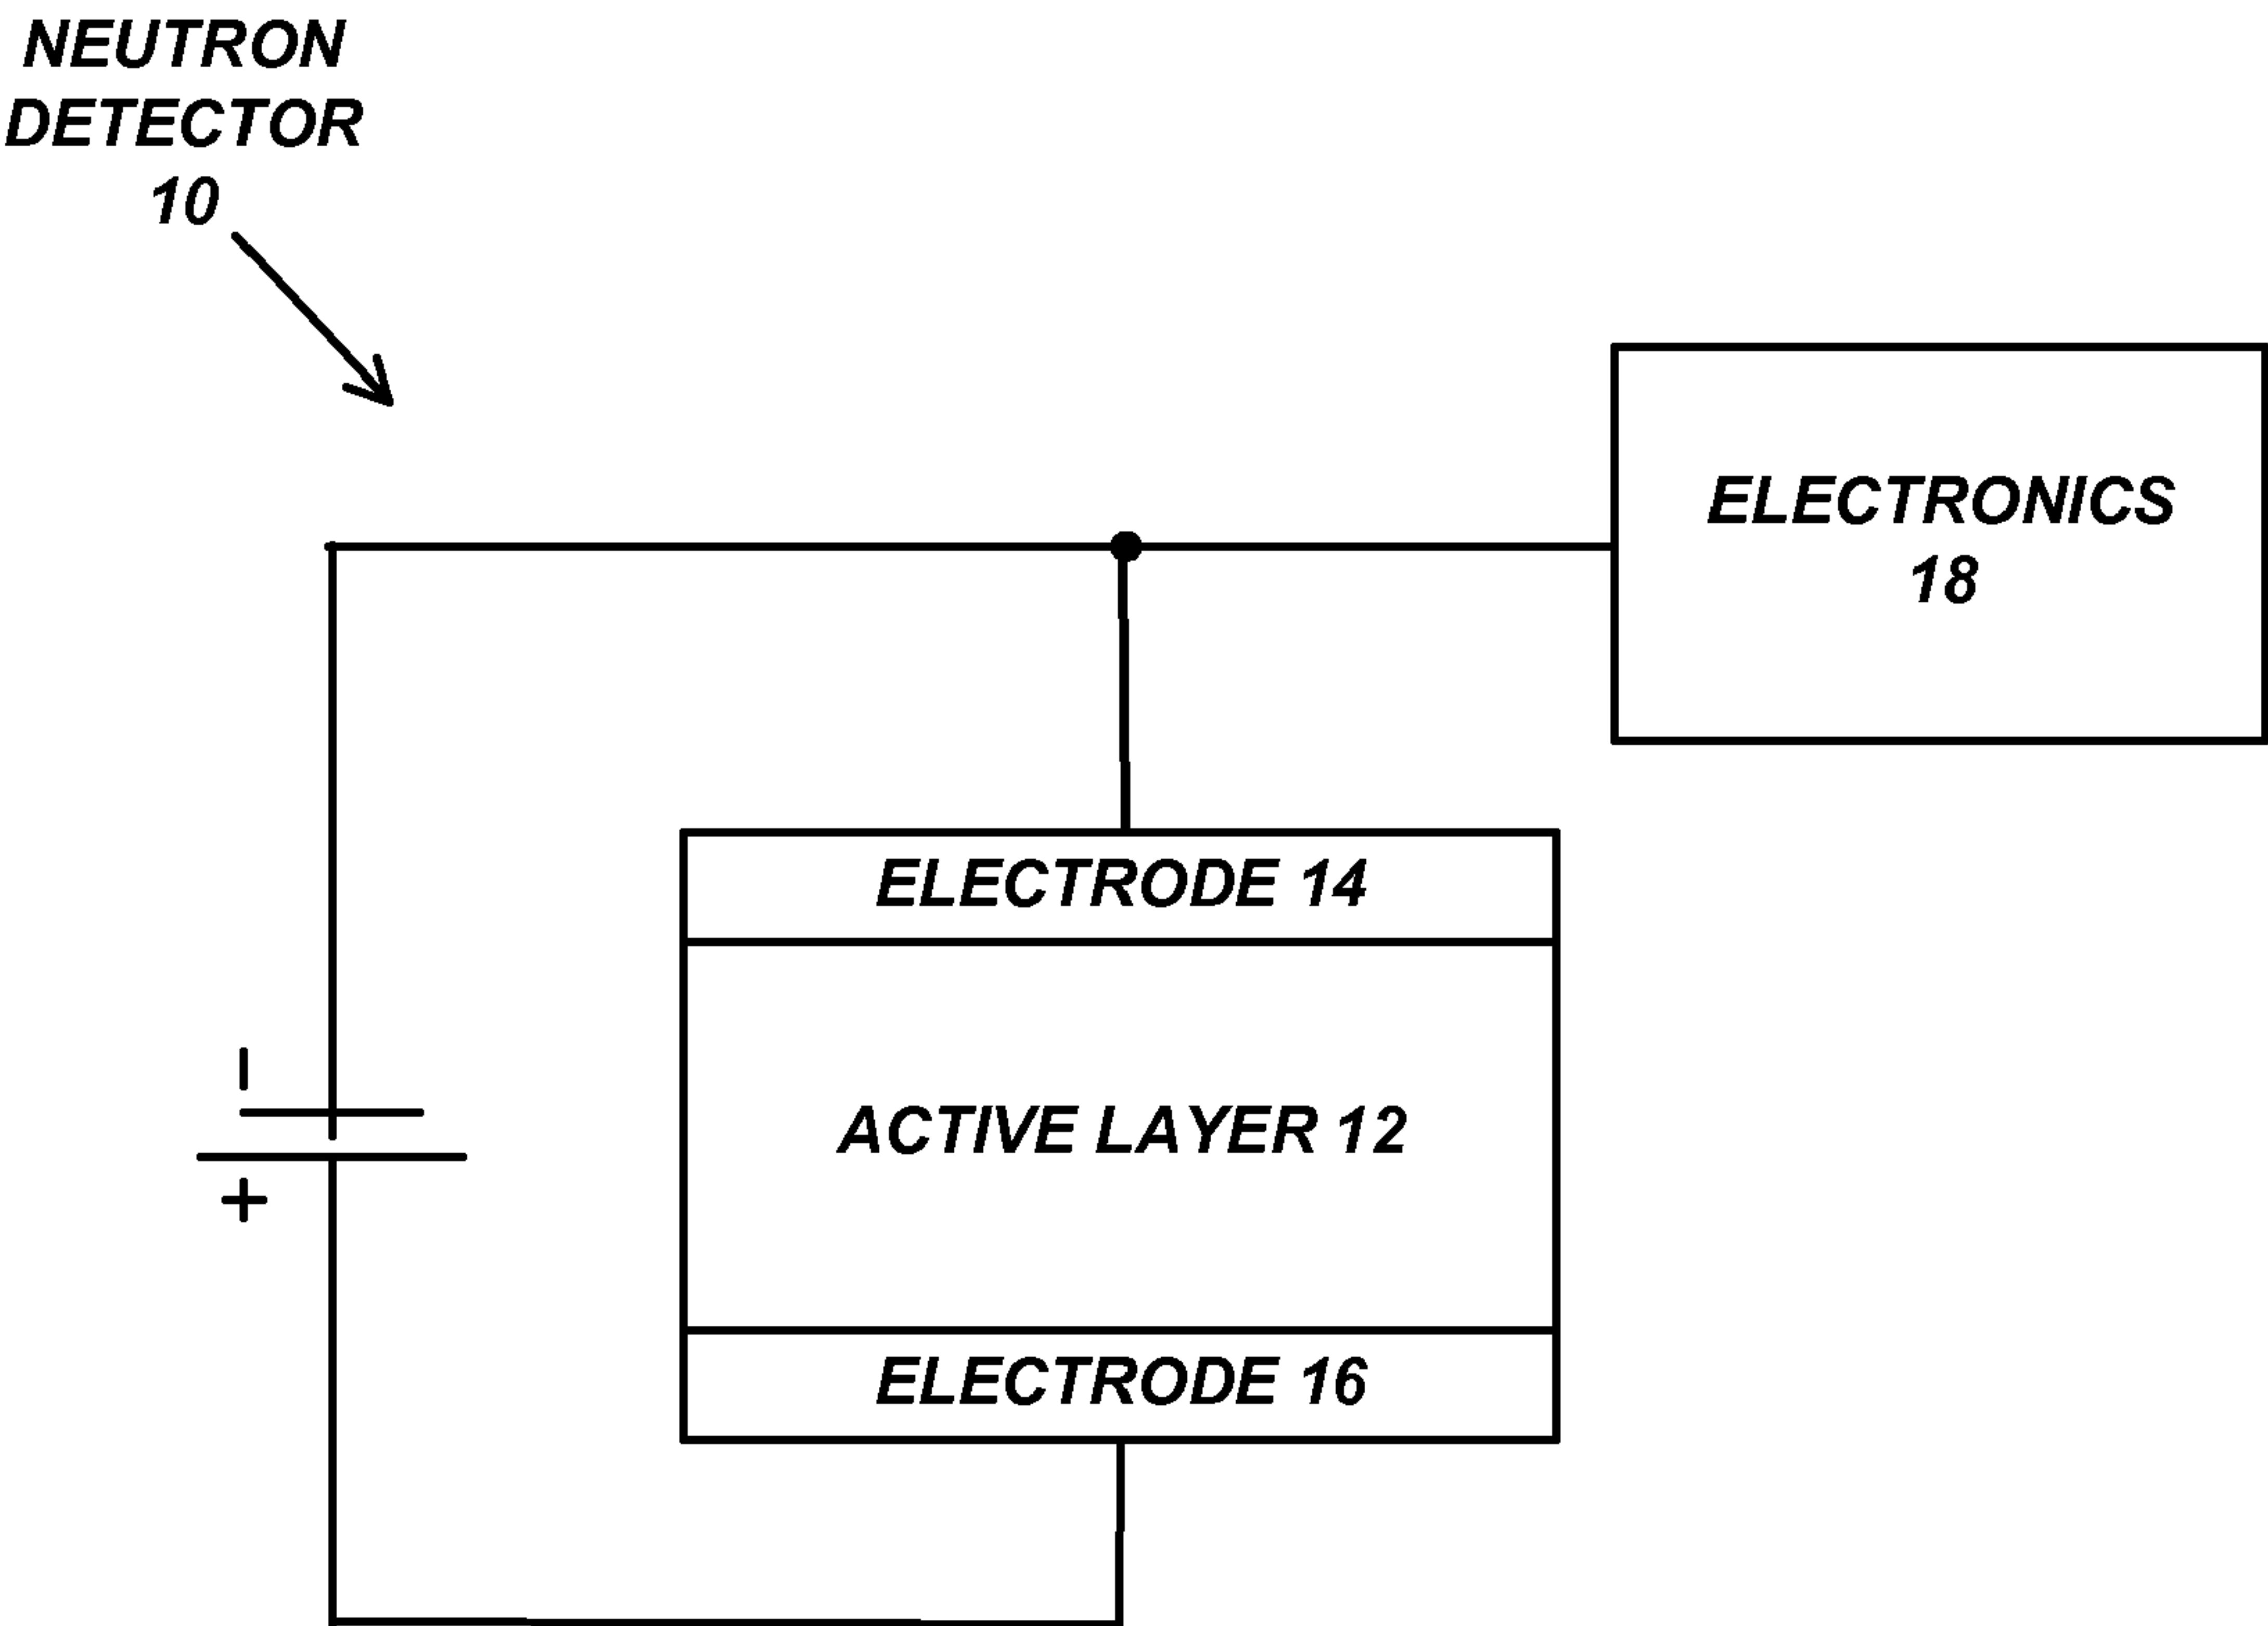 NEUTRON
DETECTOR
10
ELECTRONICS
18
ELECTRODE 14
ACTIVE LAYER 12
ELECTRODE 16
–
+